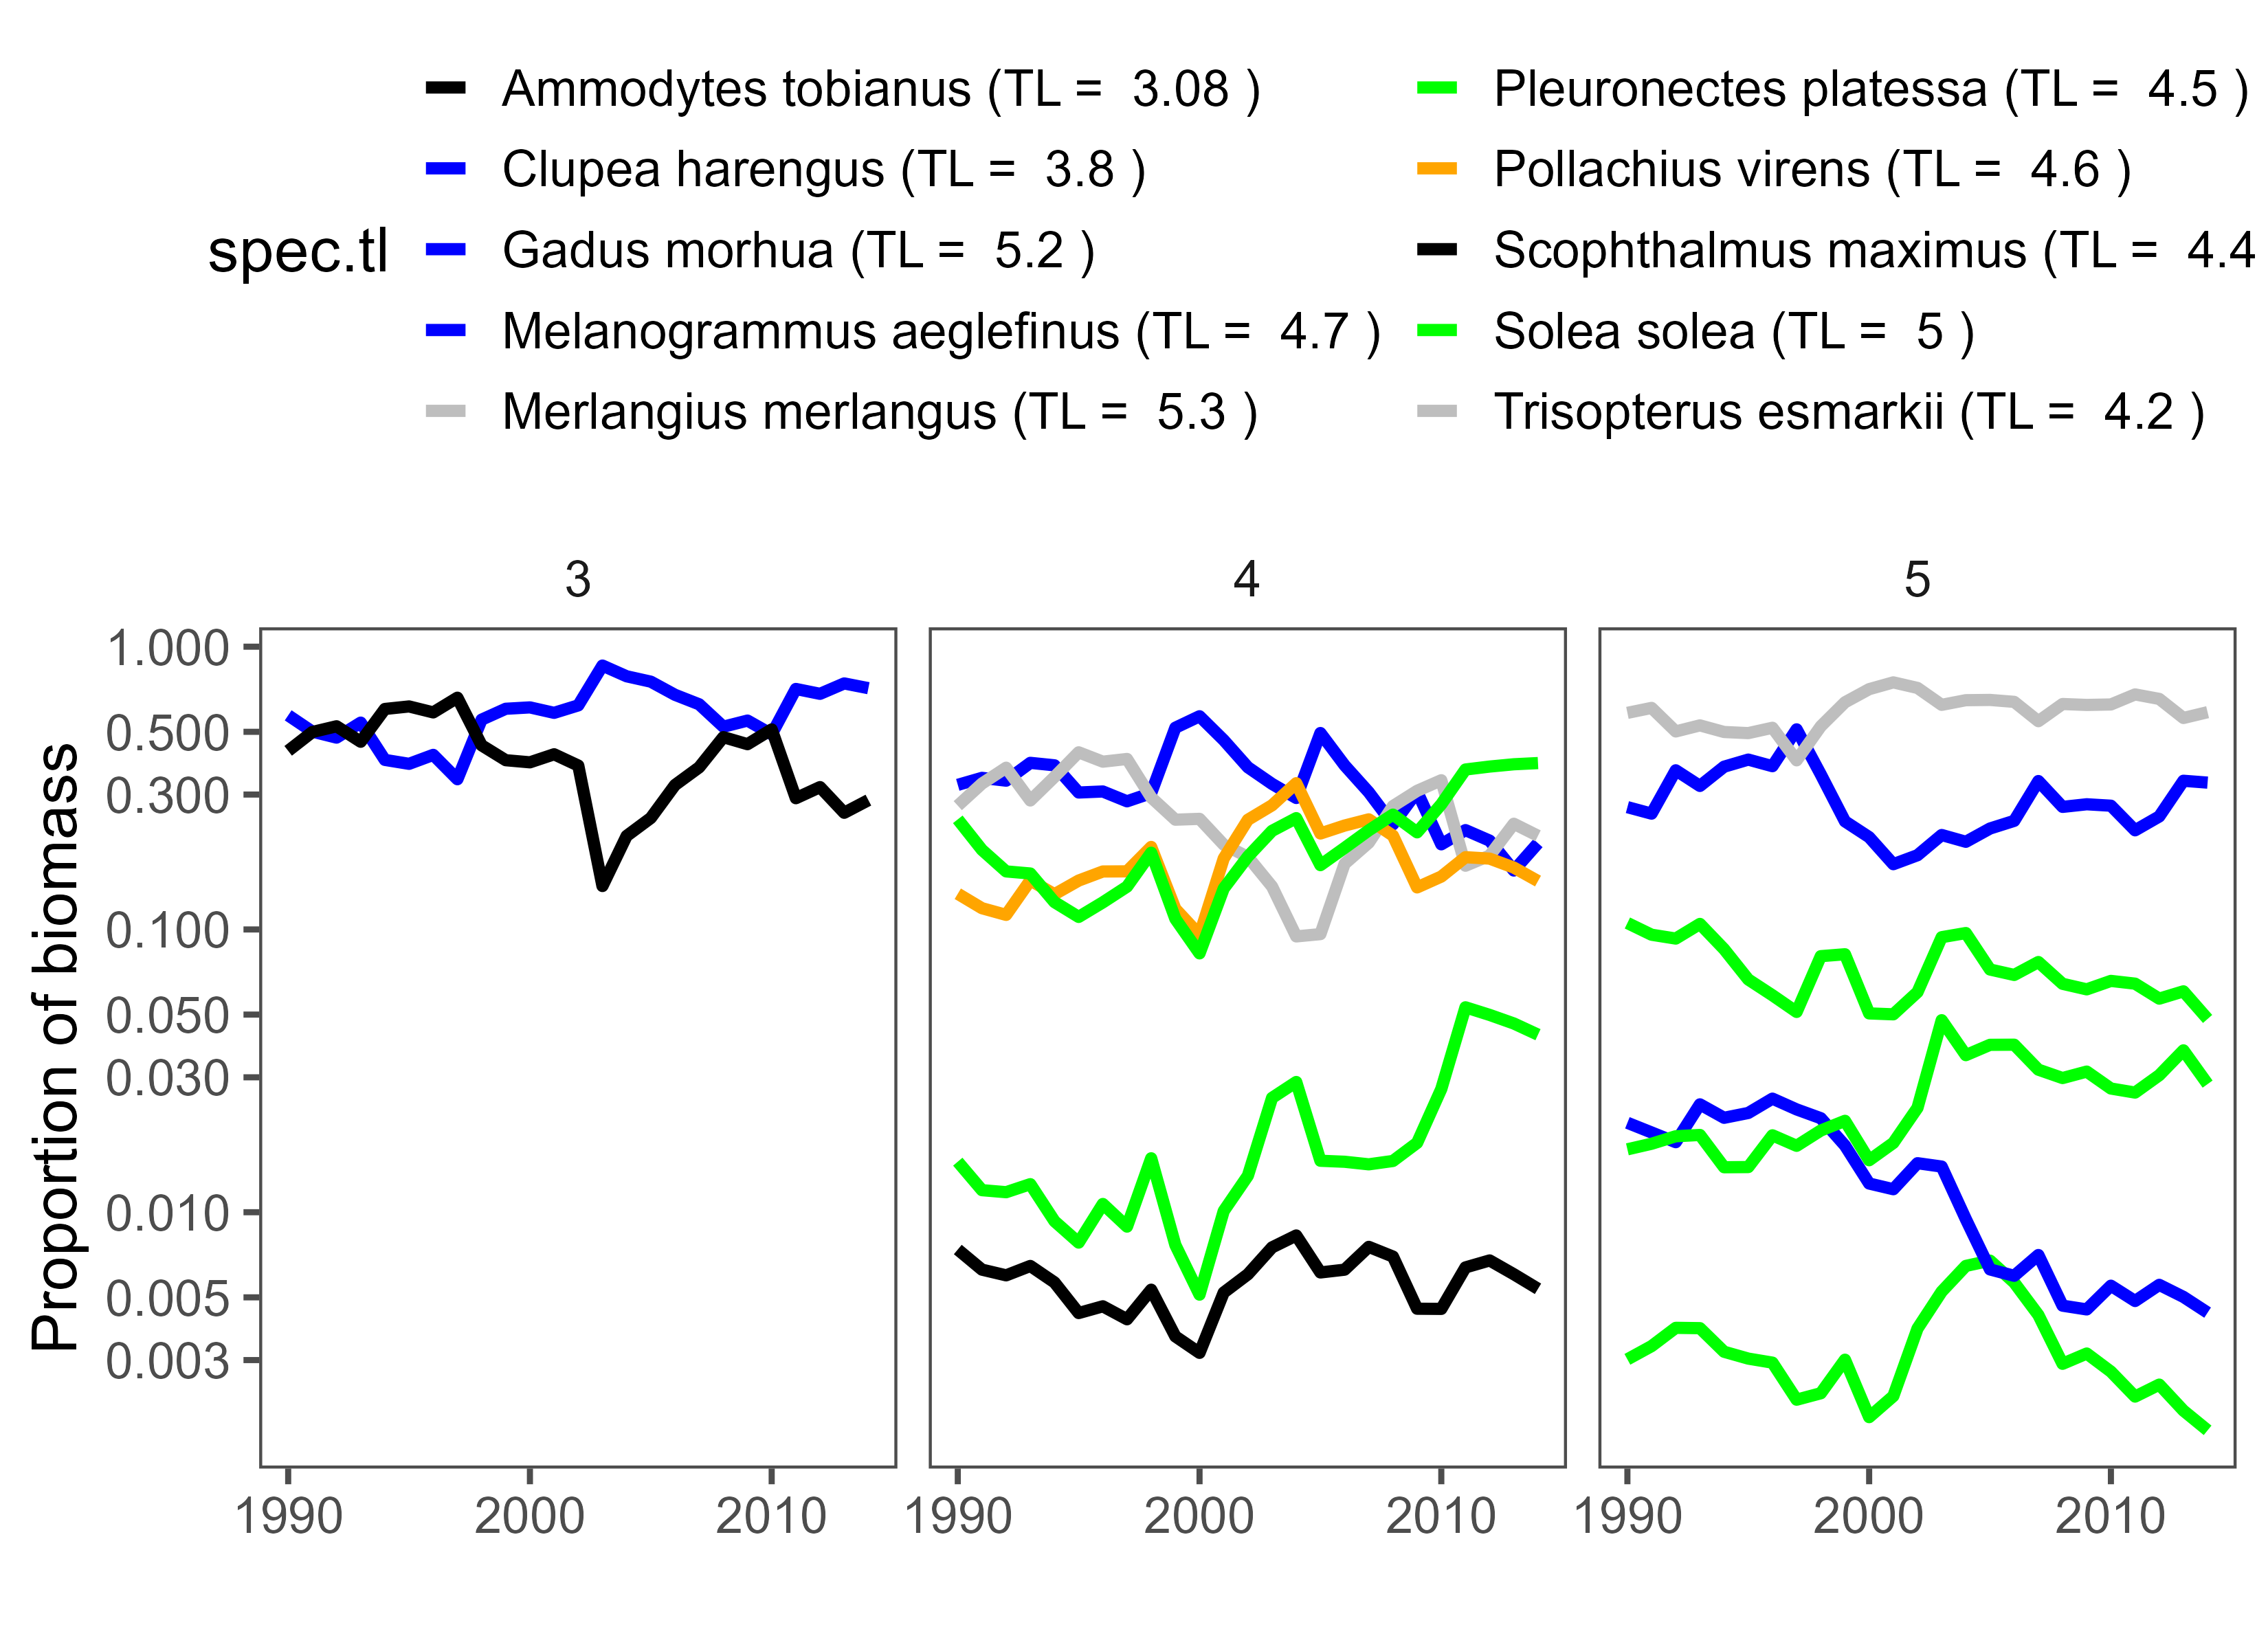 Ammodytes tobianus (TL = 3.08 )
Clupea harengus (TL = 3.8 )
Gadus morhua (TL = 5.2 )
Melanogrammus aeglefinus (TL = 4.7 )
Merlangius merlangus (TL = 5.3 )
spec.tl
Pleuronectes platessa (TL = 4.5 )
Pollachius virens (TL = 4.6 )
Scophthalmus maximus (TL = 4.4
Solea solea (TL = 5 )
Trisopterus esmarkii (TL = 4.2 )
3
4
5
Proportion of biomass
1.000
0.500
0.300
0.100
0.050
0.030
0.010
0.005
0.003
1990 2000 2010
1990 2000 2010
1990 2000 2010